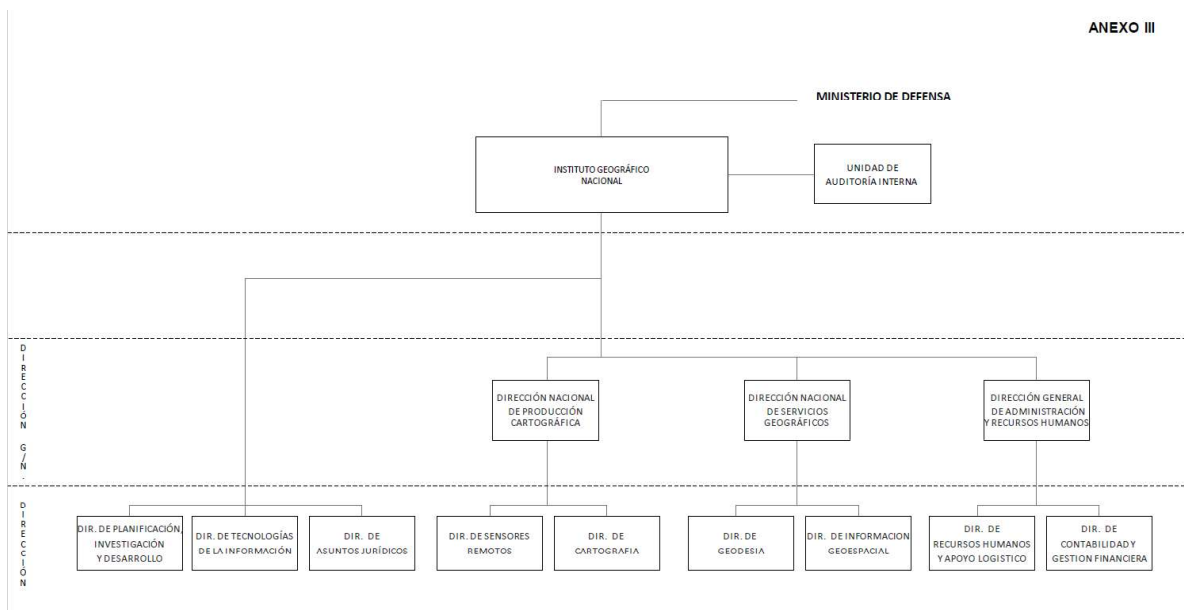 ANEXO III
MINISTERIO DE DEFENSA
INSTITUTO GEOGRÁFICO
NACIONAL
UNIDAD DE
AUDITORÍA INTERNA
DIRECCIÓN G/N.
DIRECCIÓN NACIONAL
DE PRODUCCIÓN
CARTOGRÁFICA
DIRECCIÓN NACIONAL
DE SERVICIOS
GEOGRÁFICOS
DIRECCIÓN GENERAL
DE ADMINISTRACIÓN
Y RECURSOS HUMANOS
DIRECCIÓN
DIR. DE PLANIFICACIÓN,
INVESTIGACIÓN
Y DESARROLLO
DIR. DE TECNOLOGÍAS
DE LA INFORMACIÓN
DIR. DE
ASUNTOS JURÍDICOS
DIR. DE SENSORES
REMOTOS
DIR. DE
CARTOGRAFIA
DIR. DE
GEODESIA
DIR. DE INFORMACION
GEOESPACIAL
DIR. DE
RECURSOS HUMANOS
Y APOYO LOGISTICO
DIR. DE
CONTABILIDAD Y
GESTION FINANCIERA